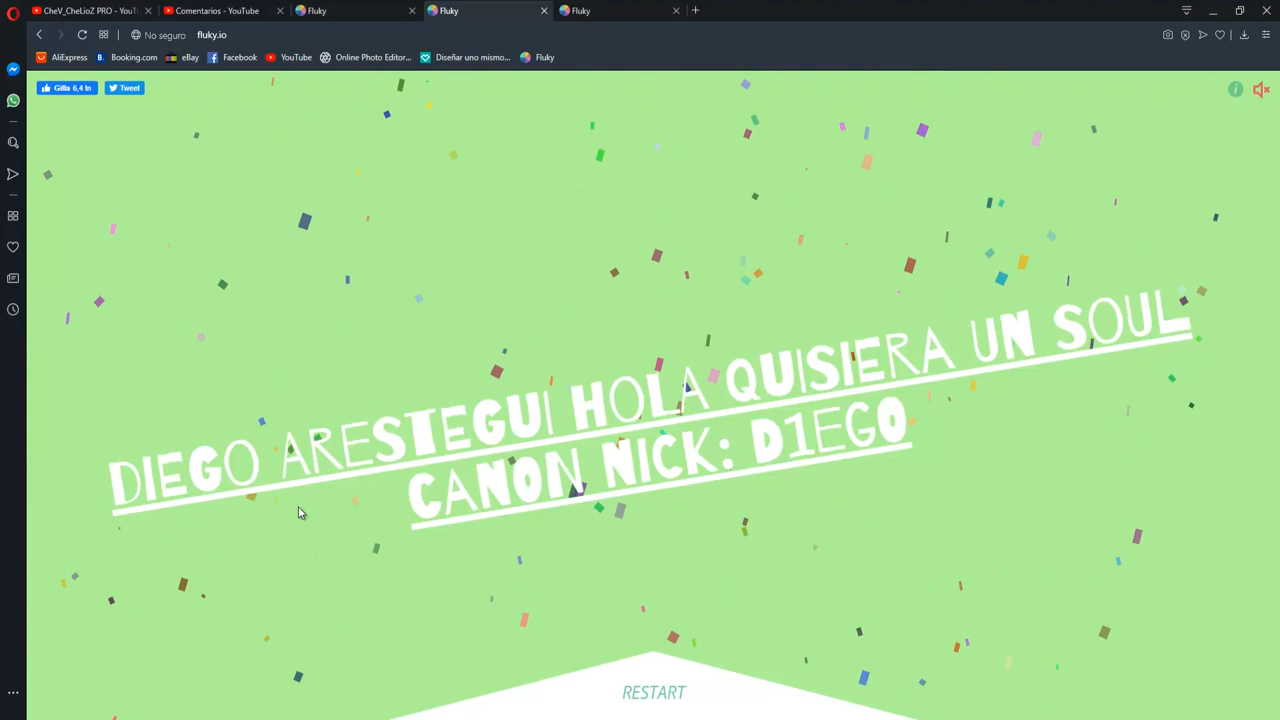 CheV_CheLioZ PRO - YouT
Comentarios - YouTube
Fluky
Fluky
Fluky
No seguro
fluky.io
AliExpress
Booking.com
eBay
Facebook
YouTube
Online Photo Editor...
Diseñar uno mismo...
Fluky
Gilla 6,4 tn
Tweet
DIEGO ARESTEGUI HOLA QUISIERA UN SOUL
CANON NICK: D1EGO
RESTART